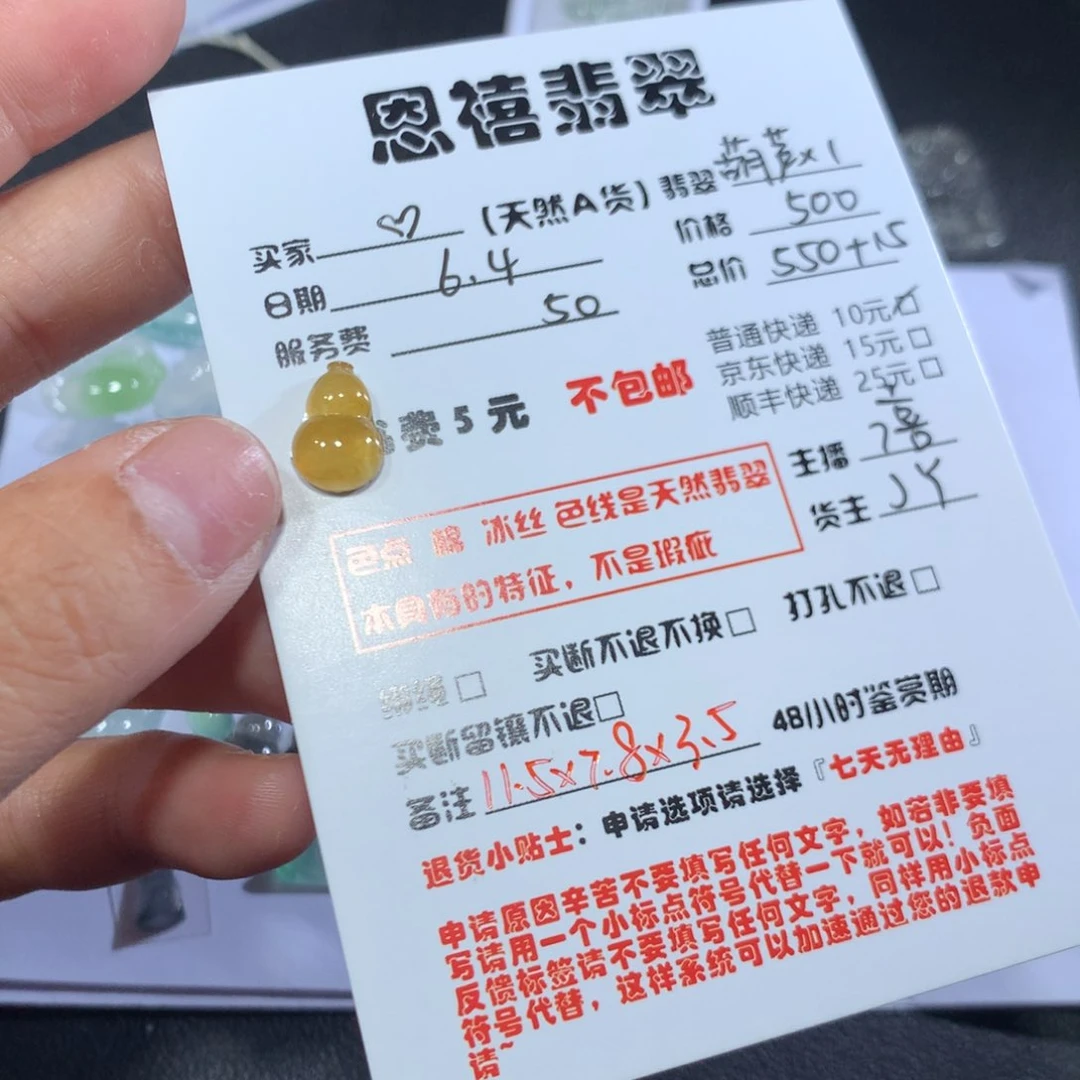 恩禧翡翠
买家 ♡ (天然A货) 翡翠 葫芦×1
日期 6.4 价格 500
服务费 50 总价 550+15
费5元 不包邮
普通快递 10元☑
京东快递 15元□
顺丰快递 25元□
主播
货主 JY
色点 棉 冰丝 色线是天然翡翠
本具有的特征，不是瑕疵
□ 买断不退不换□ 打孔不退□
买断留镶不退□
备注 11.5×7.8×3.5 48小时鉴赏期
退货小贴士：申请选项请选择『七天无理由』
申请原因辛苦不要填写任何文字，如若非要填
写请用一个小标点符号代替一下就可以！负面
反馈标签请不要填写任何文字，同样用小标点
符号代替，这样系统可以加速通过您的退款申
请~